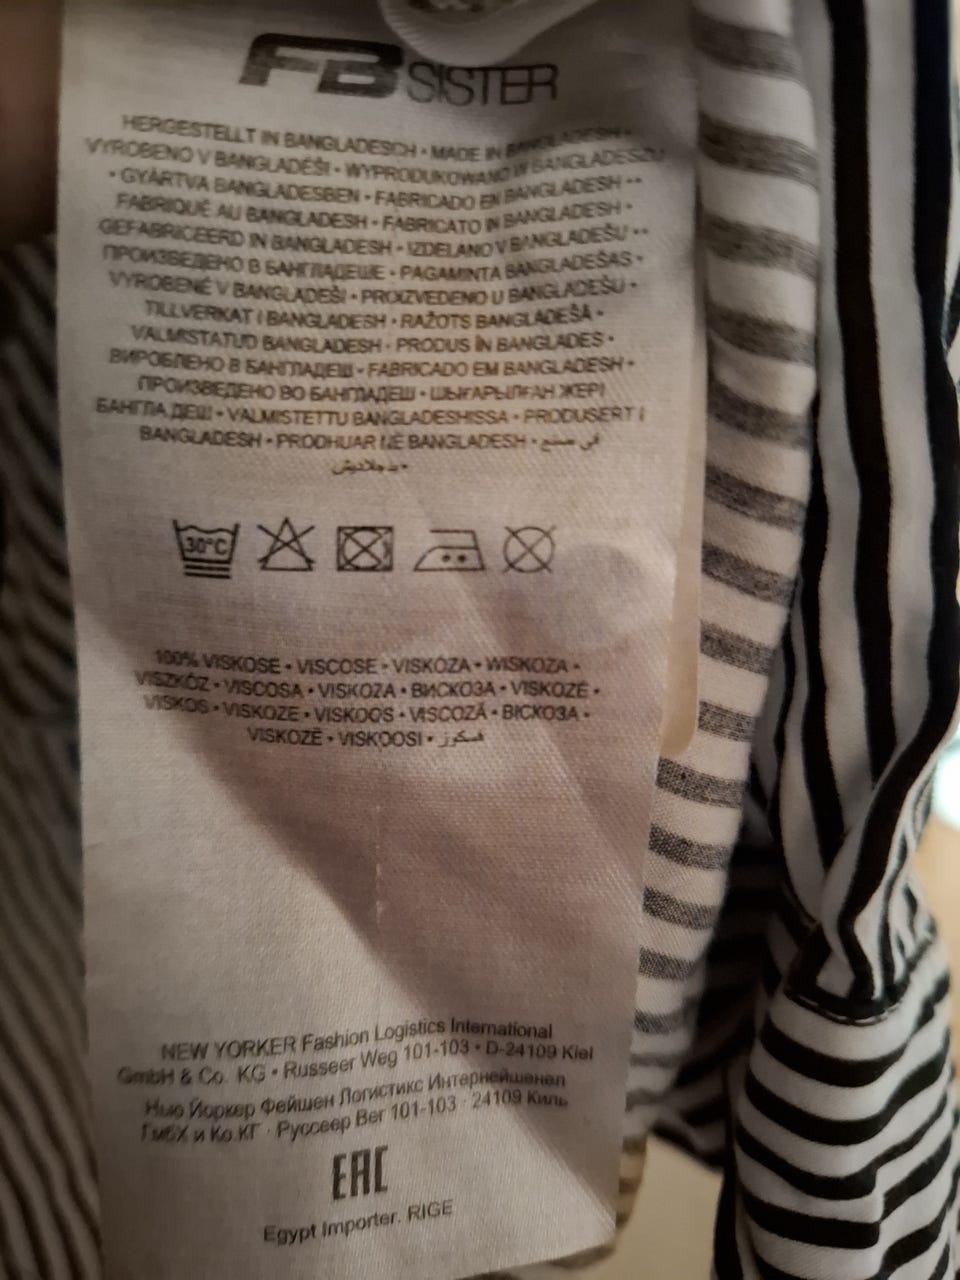 FB SISTER
HERGESTELLT IN BANGLADESCH • MADE IN BANGLADESH •
VYROBENO V BANGLADÉŠI • WYPRODUKOWANO W BANGLADESZU
• GYÁRTVA BANGLADESBEN • FABRICADO EN BANGLADESH ••
FABRIQUÉ AU BANGLADESH • FABRICATO IN BANGLADESH •
GEFABRICEERD IN BANGLADESH • IZDELANO V BANGLADEŠU ••
ПРОИЗВЕДЕНО В БАНГЛАДЕШЕ • PAGAMINTA BANGLADEŠAS •
VYROBENÉ V BANGLADEŠI • PROIZVEDENO U BANGLADEŠU •
TILLVERKAT I BANGLADESH • RAŽOTS BANGLADEŠĀ •
VALMISTATUD BANGLADESH • PRODUS ÎN BANGLADES •
ВИРОБЛЕНО В БАНГЛАДЕШ • FABRICADO EM BANGLADESH •
ПРОИЗВЕДЕНО ВО БАНГЛАДЕШ • ШЫҒАРЫЛҒАН ЖЕРІ
БАНГЛА ДЕШ • VALMISTETTU BANGLADESHISSA • PRODUSERT I
BANGLADESH • PRODHUAR NË BANGLADESH • في صنع
•بنجلاديش
30°C
100% VISKOSE • VISCOSE • VISKÓZA • WISKOZA •
VISZKÓZ • VISCOSA • VISKOZA • ВИСКОЗА • VISKOZÉ •
VISKOS • VISKOZE • VISKOOS • VISCOZĂ • ВІСКОЗА •
VISKOZË • VISKOOSI • فسكوز
NEW YORKER Fashion Logistics International
GmbH & Co. KG • Russeer Weg 101-103 • D-24109 Kiel
Нью Йоркер Фейшен Логистикс Интернейшенел
ГмбХ и Ко.КГ · Руссеер Вег 101-103 · 24109 Киль
EAC
Egypt Importer. RIGE